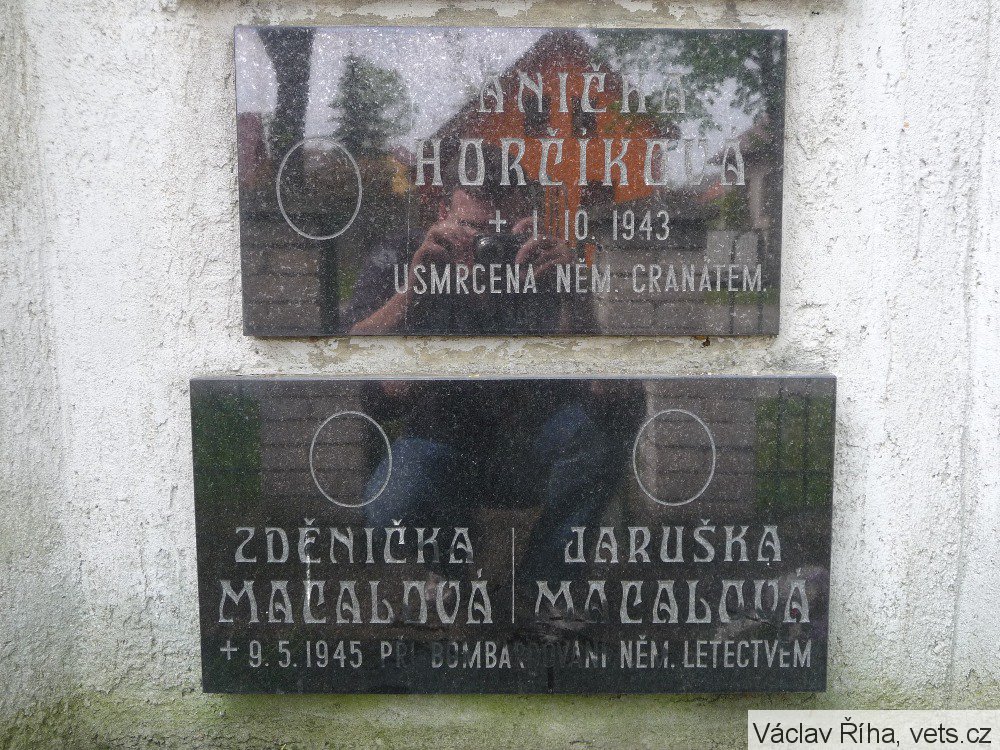 ANIČKA
HORČÍKOVÁ
+ 1. 10. 1943
USMRCENA NĚM. GRANÁTEM.
ZDĚNIČKA
MACALOVÁ
JARUŠKA
MACALOVÁ
+ 9. 5. 1945 PŘI BOMBARDOVÁNÍ NĚM. LETECTVEM
Václav Říha, vets.cz